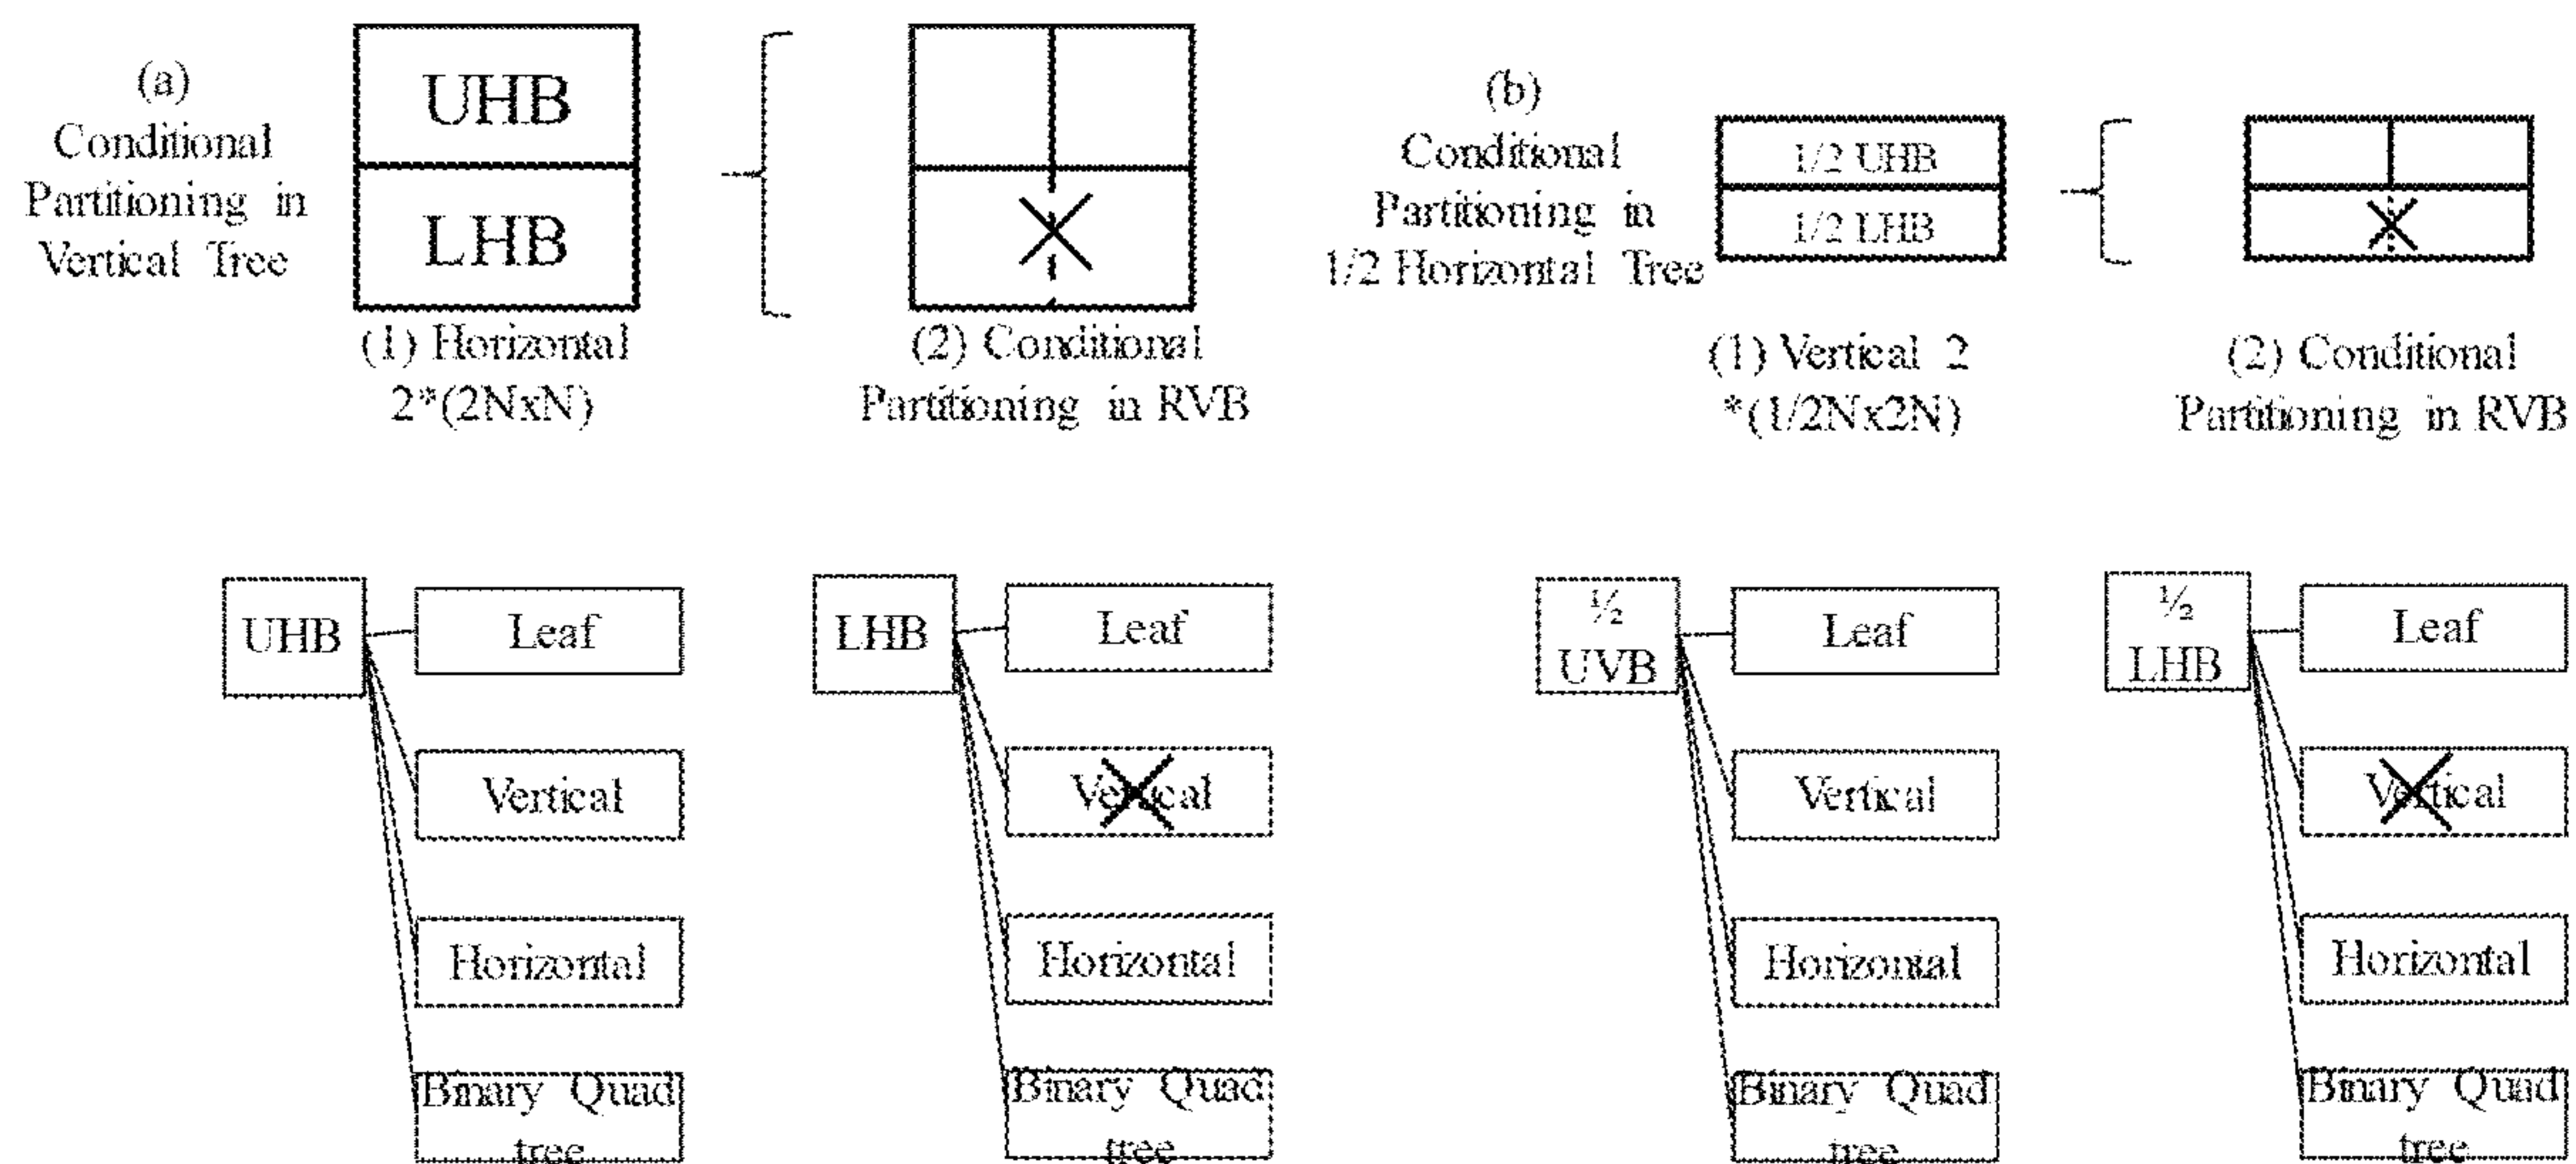 (a)
Conditional
Partitioning in
Vertical Tree
UHB
LHB
(1) Horizontal
2*(2NxN)
(2) Conditional
Partitioning in RVB
(b)
Conditional
Partitioning in
1/2 Horizontal Tree
1/2 UHB
1/2 LHB
(1) Vertical 2
*(1/2Nx2N)
(2) Conditional
Partitioning in RVB
UHB
Leaf
Vertical
Horizontal
Binary Quad
tree
LHB
Leaf
Vertical
Horizontal
Binary Quad
tree
½
UVB
Leaf
Vertical
Horizontal
Binary Quad
tree
½
LHB
Leaf
Vertical
Horizontal
Binary Quad
tree